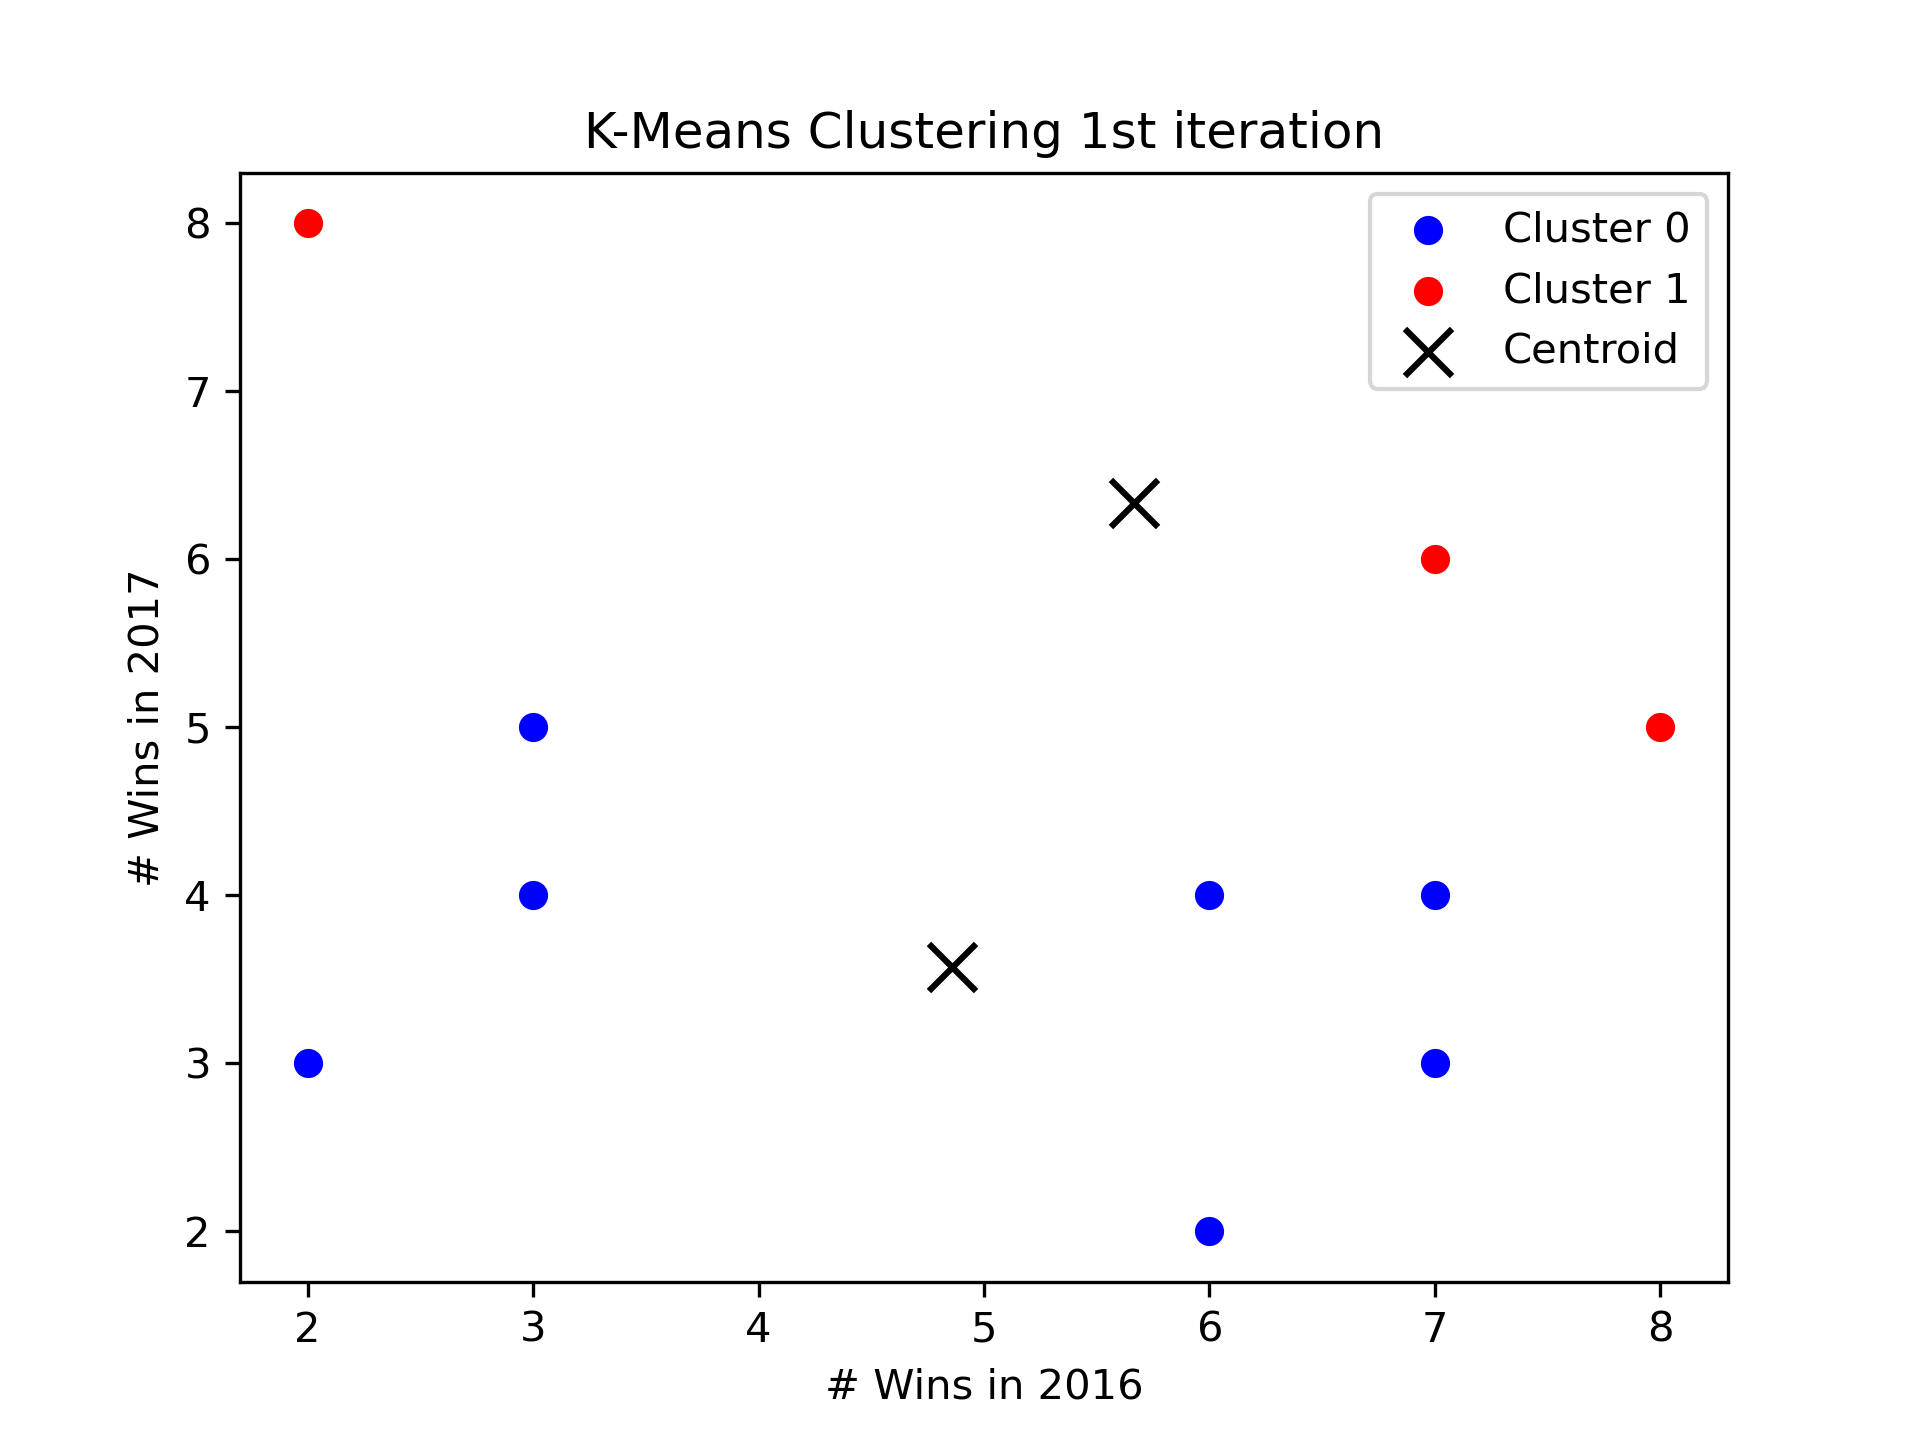 K-Means Clustering 1st iteration
Cluster 0
Cluster 1
Centroid
8
7
6
5
4
3
2
# Wins in 2017
2 3 4 5 6 7 8
# Wins in 2016